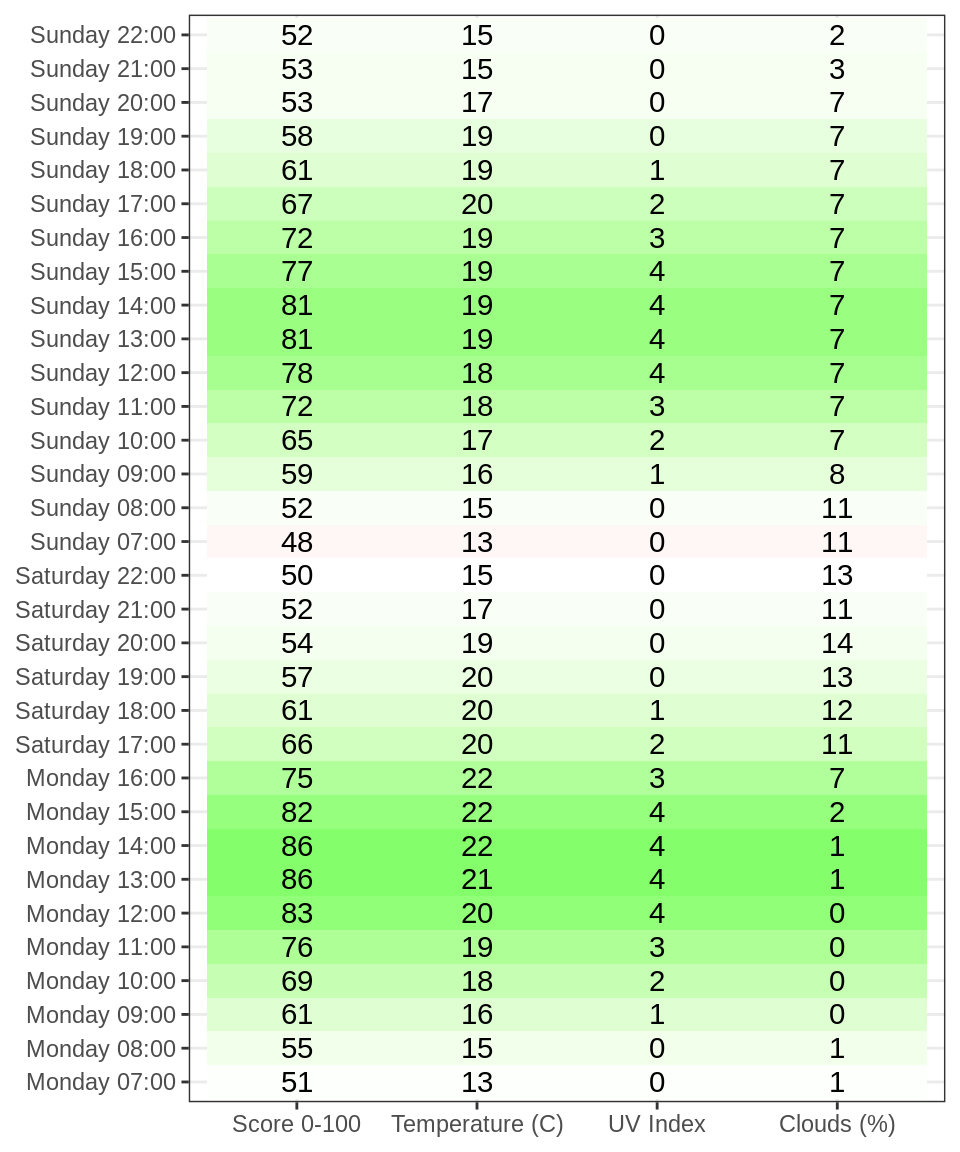 Sunday 22:00 52 15 0 2
Sunday 21:00 53 15 0 3
Sunday 20:00 53 17 0 7
Sunday 19:00 58 19 0 7
Sunday 18:00 61 19 1 7
Sunday 17:00 67 20 2 7
Sunday 16:00 72 19 3 7
Sunday 15:00 77 19 4 7
Sunday 14:00 81 19 4 7
Sunday 13:00 81 19 4 7
Sunday 12:00 78 18 4 7
Sunday 11:00 72 18 3 7
Sunday 10:00 65 17 2 7
Sunday 09:00 59 16 1 8
Sunday 08:00 52 15 0 11
Sunday 07:00 48 13 0 11
Saturday 22:00 50 15 0 13
Saturday 21:00 52 17 0 11
Saturday 20:00 54 19 0 14
Saturday 19:00 57 20 0 13
Saturday 18:00 61 20 1 12
Saturday 17:00 66 20 2 11
Monday 16:00 75 22 3 7
Monday 15:00 82 22 4 2
Monday 14:00 86 22 4 1
Monday 13:00 86 21 4 1
Monday 12:00 83 20 4 0
Monday 11:00 76 19 3 0
Monday 10:00 69 18 2 0
Monday 09:00 61 16 1 0
Monday 08:00 55 15 0 1
Monday 07:00 51 13 0 1
Score 0-100 Temperature (C) UV Index Clouds (%)